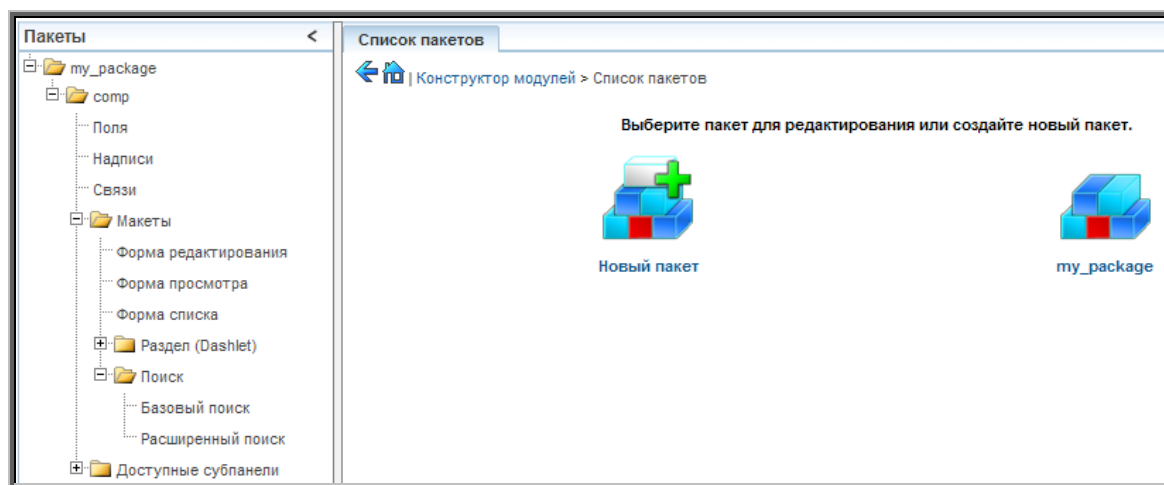 Пакеты <
my_package
comp
Поля
Надписи
Связи
Макеты
Форма редактирования
Форма просмотра
Форма списка
Раздел (Dashlet)
Поиск
Базовый поиск
Расширенный поиск
Доступные субпанели
Список пакетов
| Конструктор модулей > Список пакетов
Выберите пакет для редактирования или создайте новый пакет.
Новый пакет
my_package